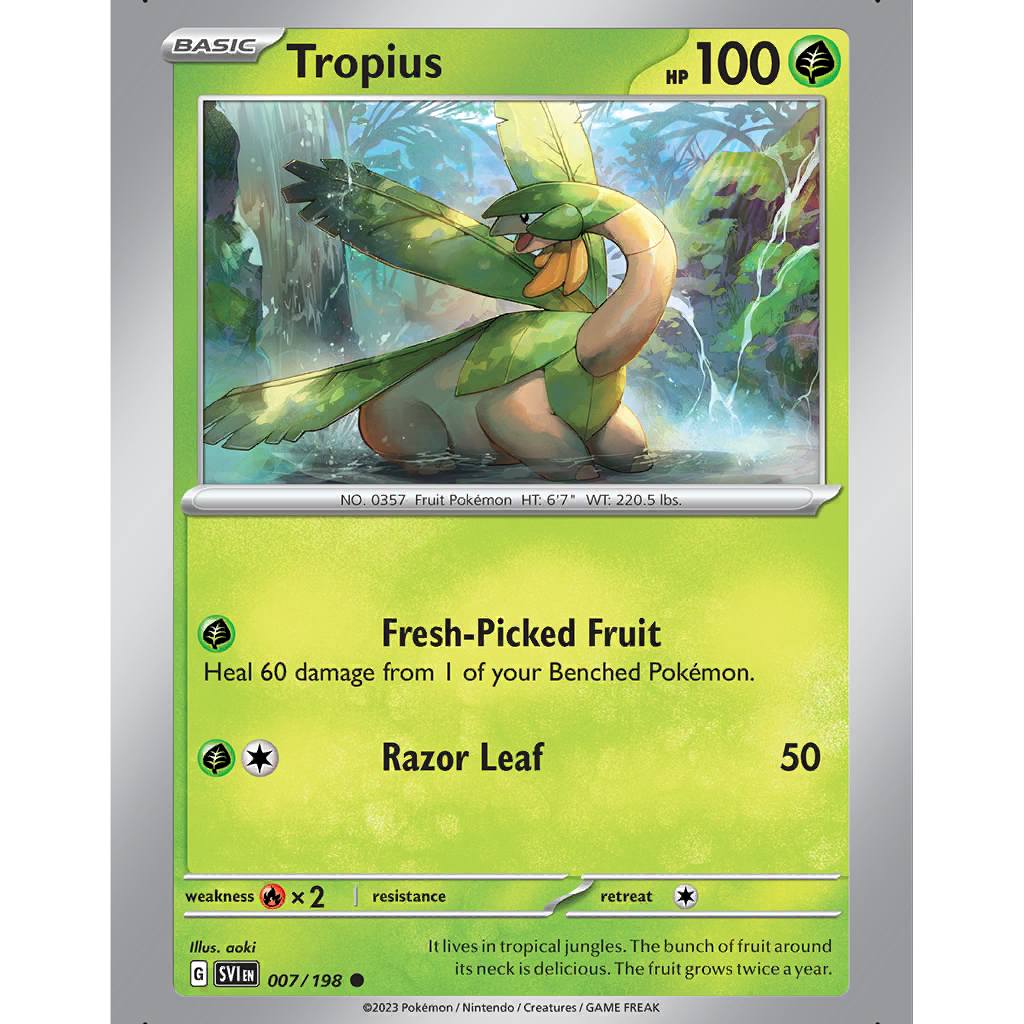 BASIC Tropius HP 100
NO. 0357 Fruit Pokémon HT: 6'7" WT: 220.5 lbs.
Fresh-Picked Fruit
Heal 60 damage from 1 of your Benched Pokémon.
Razor Leaf 50
weakness ×2 resistance retreat
Illus. aoki
It lives in tropical jungles. The bunch of fruit around
its neck is delicious. The fruit grows twice a year.
G SVI EN 007/198
©2023 Pokémon / Nintendo / Creatures / GAME FREAK